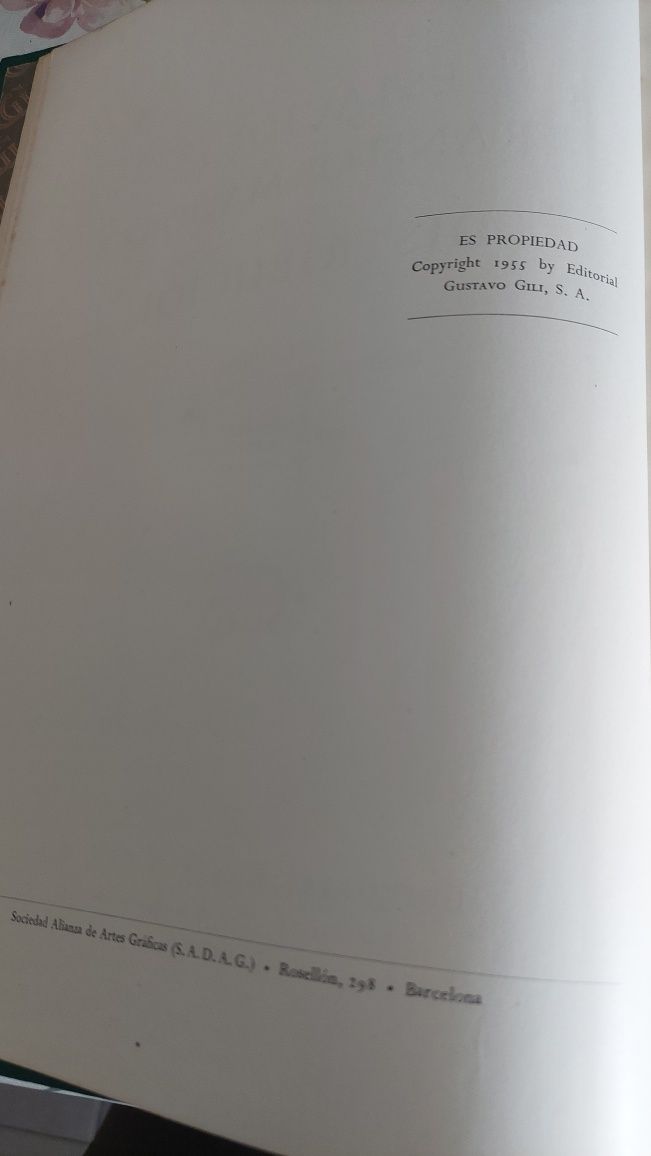 ES PROPIEDAD
Copyright 1955 by Editorial
GUSTAVO GILI, S. A.
Sociedad Alianza de Artes Gráficas (S. A. D. A. G.) • Rosellón, 298 • Barcelona